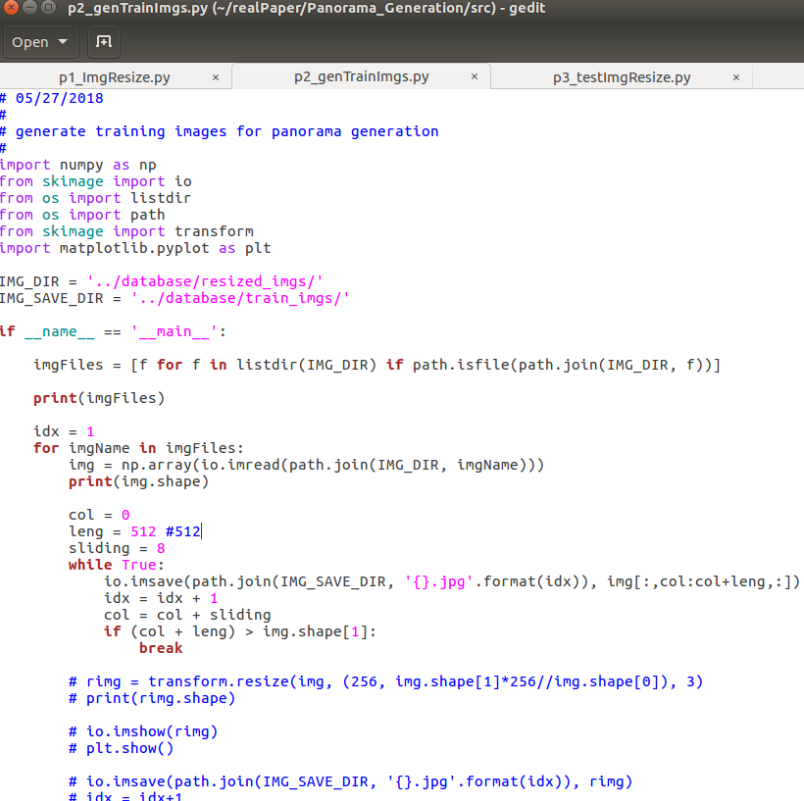 p2_genTrainImgs.py (~/realPaper/Panorama_Generation/src) - gedit
Open
p1_ImgResize.py × p2_genTrainImgs.py × p3_testImgResize.py ×
# 05/27/2018
#
# generate training images for panorama generation
#
import numpy as np
from skimage import io
from os import listdir
from os import path
from skimage import transform
import matplotlib.pyplot as plt
IMG_DIR = '../database/resized_imgs/'
IMG_SAVE_DIR = '../database/train_imgs/'
if __name__ == '__main__':
    imgFiles = [f for f in listdir(IMG_DIR) if path.isfile(path.join(IMG_DIR, f))]
    print(imgFiles)
    idx = 1
    for imgName in imgFiles:
        img = np.array(io.imread(path.join(IMG_DIR, imgName)))
        print(img.shape)
        col = 0
        leng = 512 #512
        sliding = 8
        while True:
            io.imsave(path.join(IMG_SAVE_DIR, '{}.jpg'.format(idx)), img[:,col:col+leng,:])
            idx = idx + 1
            col = col + sliding
            if (col + leng) > img.shape[1]:
                break
        # rimg = transform.resize(img, (256, img.shape[1]*256//img.shape[0]), 3)
        # print(rimg.shape)
        # io.imshow(rimg)
        # plt.show()
        # io.imsave(path.join(IMG_SAVE_DIR, '{}.jpg'.format(idx)), rimg)
        # idx = idx+1